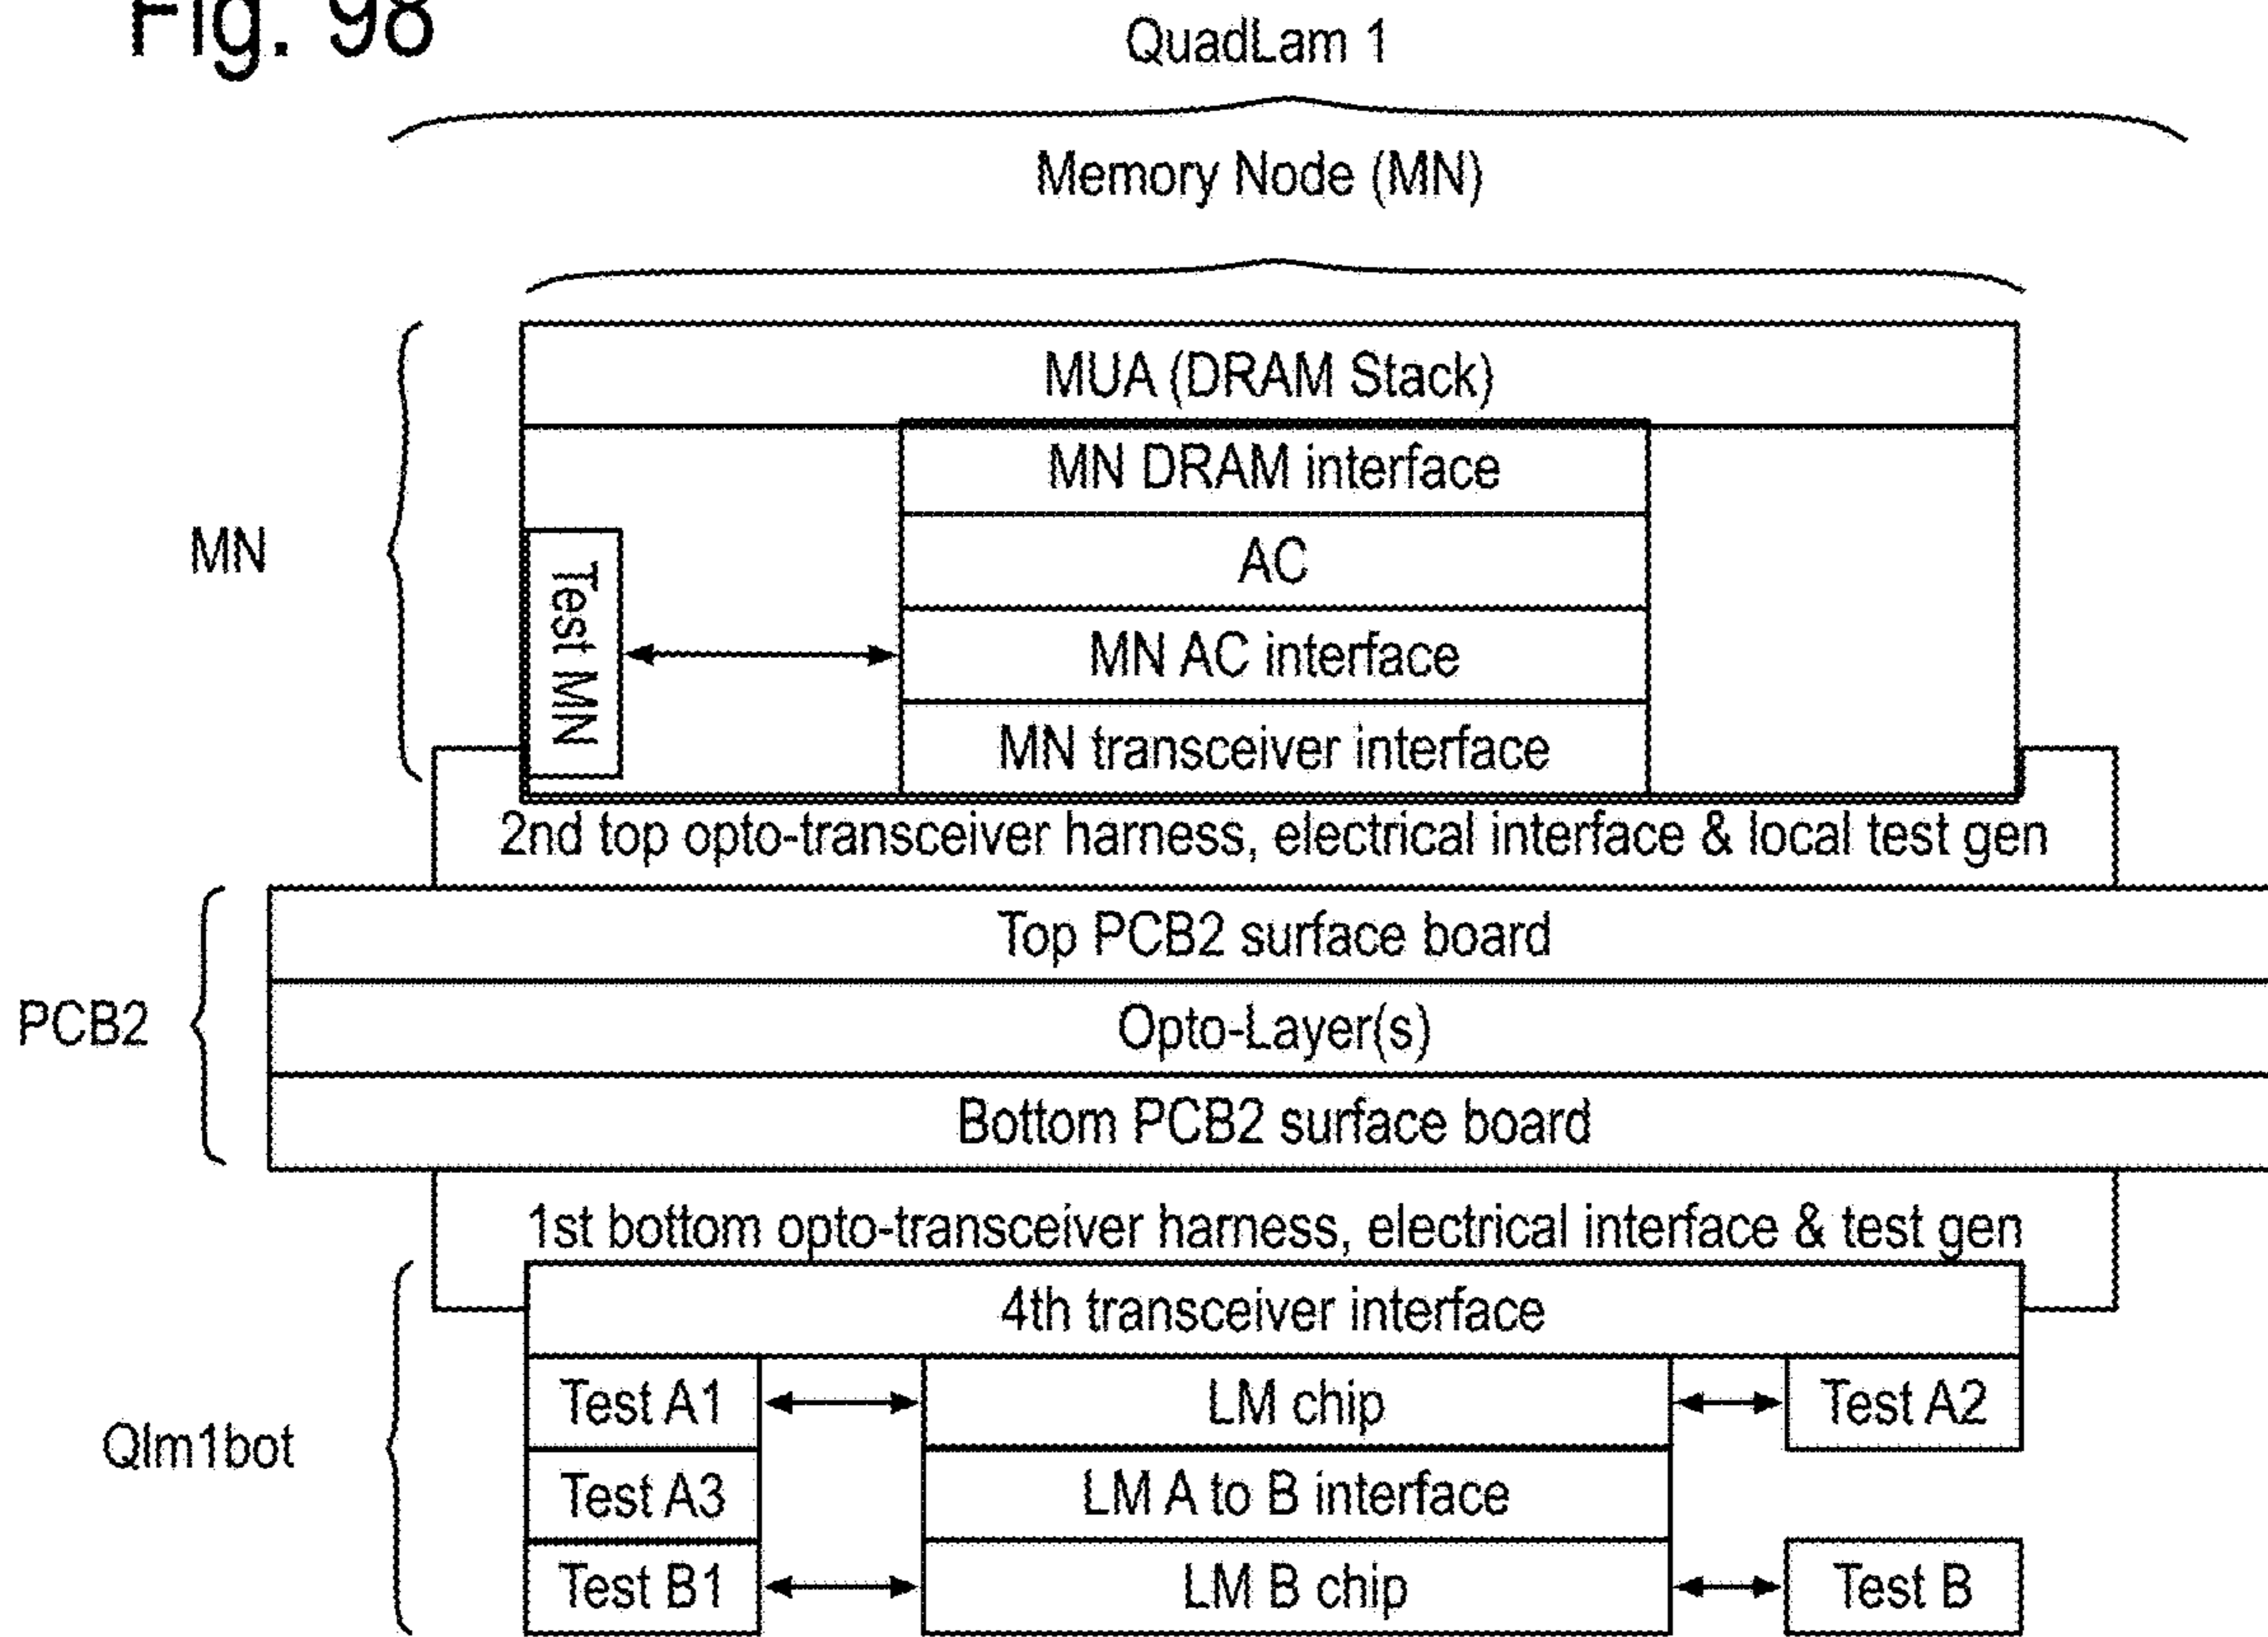 Fig. 98
QuadLam 1
Memory Node (MN)
MUA (DRAM Stack)
MN DRAM interface
MN
Test MN
AC
MN AC interface
MN transceiver interface
2nd top opto-transceiver harness, electrical interface & local test gen
Top PCB2 surface board
PCB2
Opto-Layer(s)
Bottom PCB2 surface board
1st bottom opto-transceiver harness, electrical interface & test gen
4th transceiver interface
Qlm1bot
Test A1
LM chip
Test A2
Test A3
LM A to B interface
Test B1
LM B chip
Test B